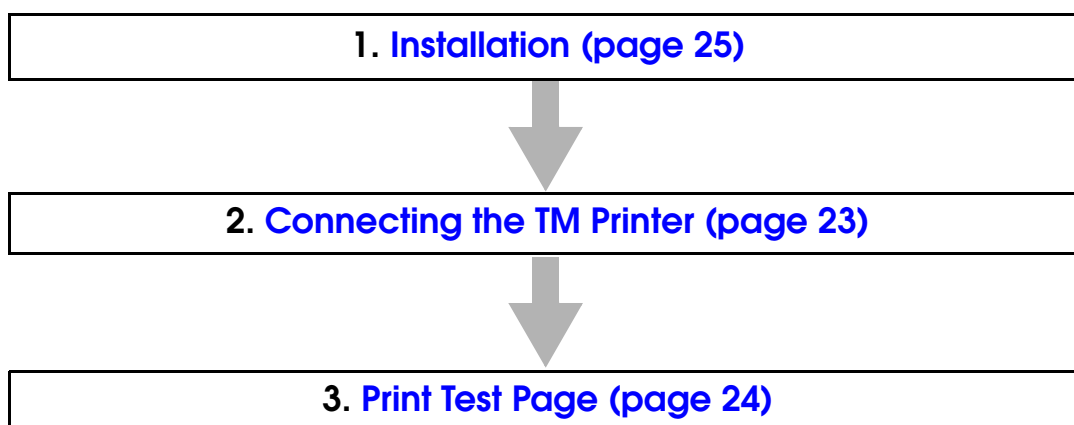 1. Installation (page 25)
2. Connecting the TM Printer (page 23)
3. Print Test Page (page 24)